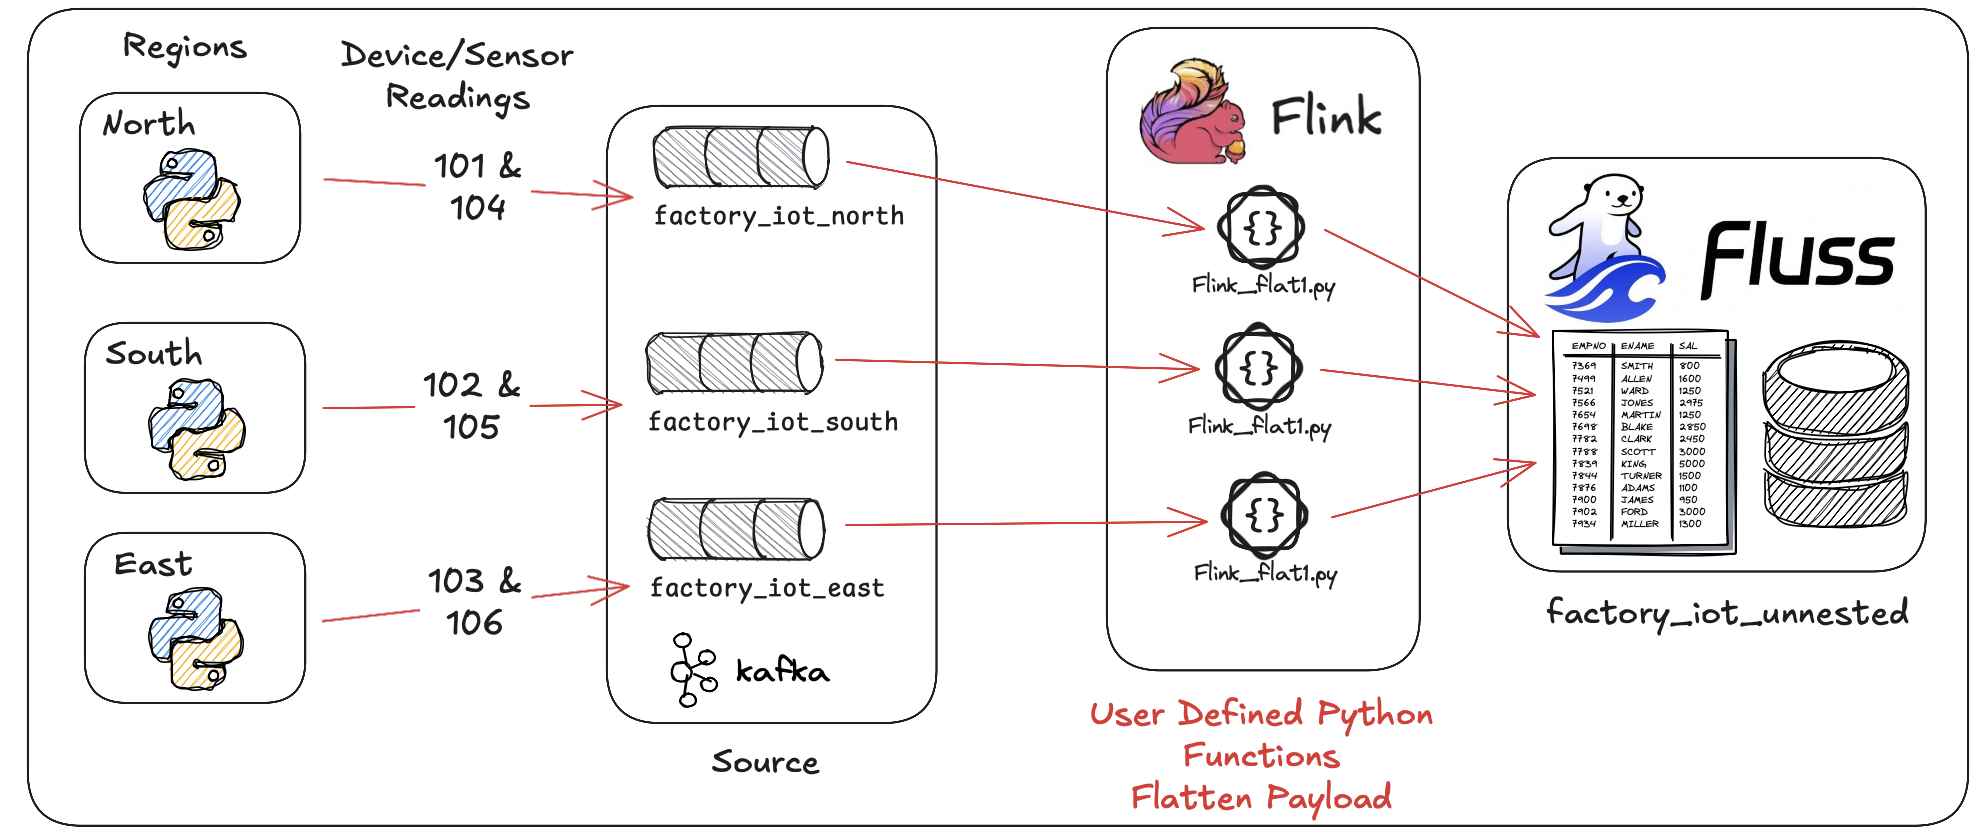 Regions
Device/Sensor
Readings
North
101 &
104
factory_iot_north
South
102 &
105
factory_iot_south
East
103 &
106
factory_iot_east
kafka
Source
Flink
{}
Flink_flat1.py
{}
Flink_flat1.py
{}
Flink_flat1.py
User Defined Python
Functions
Flatten Payload
Fluss
EMPNO ENAME SAL
7369 SMITH 800
7499 ALLEN 1600
7521 WARD 1250
7566 JONES 2975
7654 MARTIN 1250
7698 BLAKE 2850
7782 CLARK 2450
7788 SCOTT 3000
7839 KING 5000
7844 TURNER 1500
7876 ADAMS 1100
7900 JAMES 950
7902 FORD 3000
7934 MILLER 1300
factory_iot_unnested